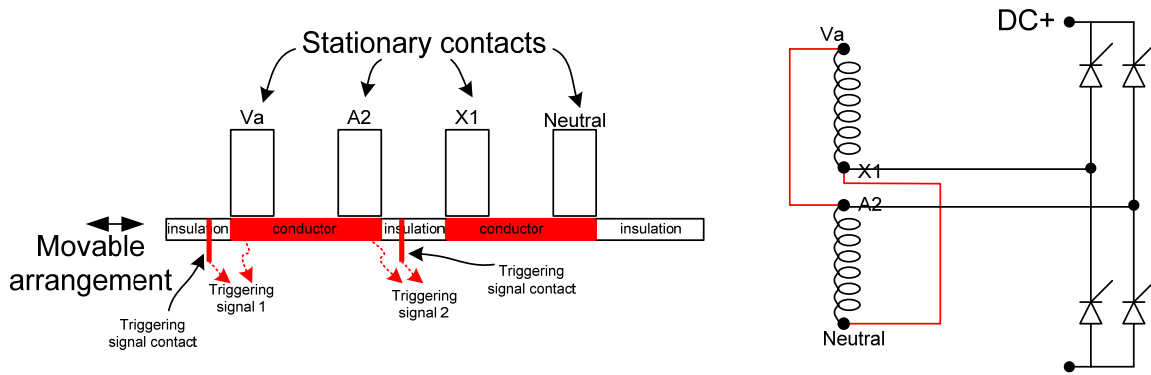 Stationary contacts
Va
A2
X1
Neutral
insulation
conductor
insulation
conductor
insulation
Movable
arrangement
Triggering
signal contact
Triggering
signal 1
Triggering
signal 2
Triggering
signal contact
DC+
Va
X1
A2
Neutral